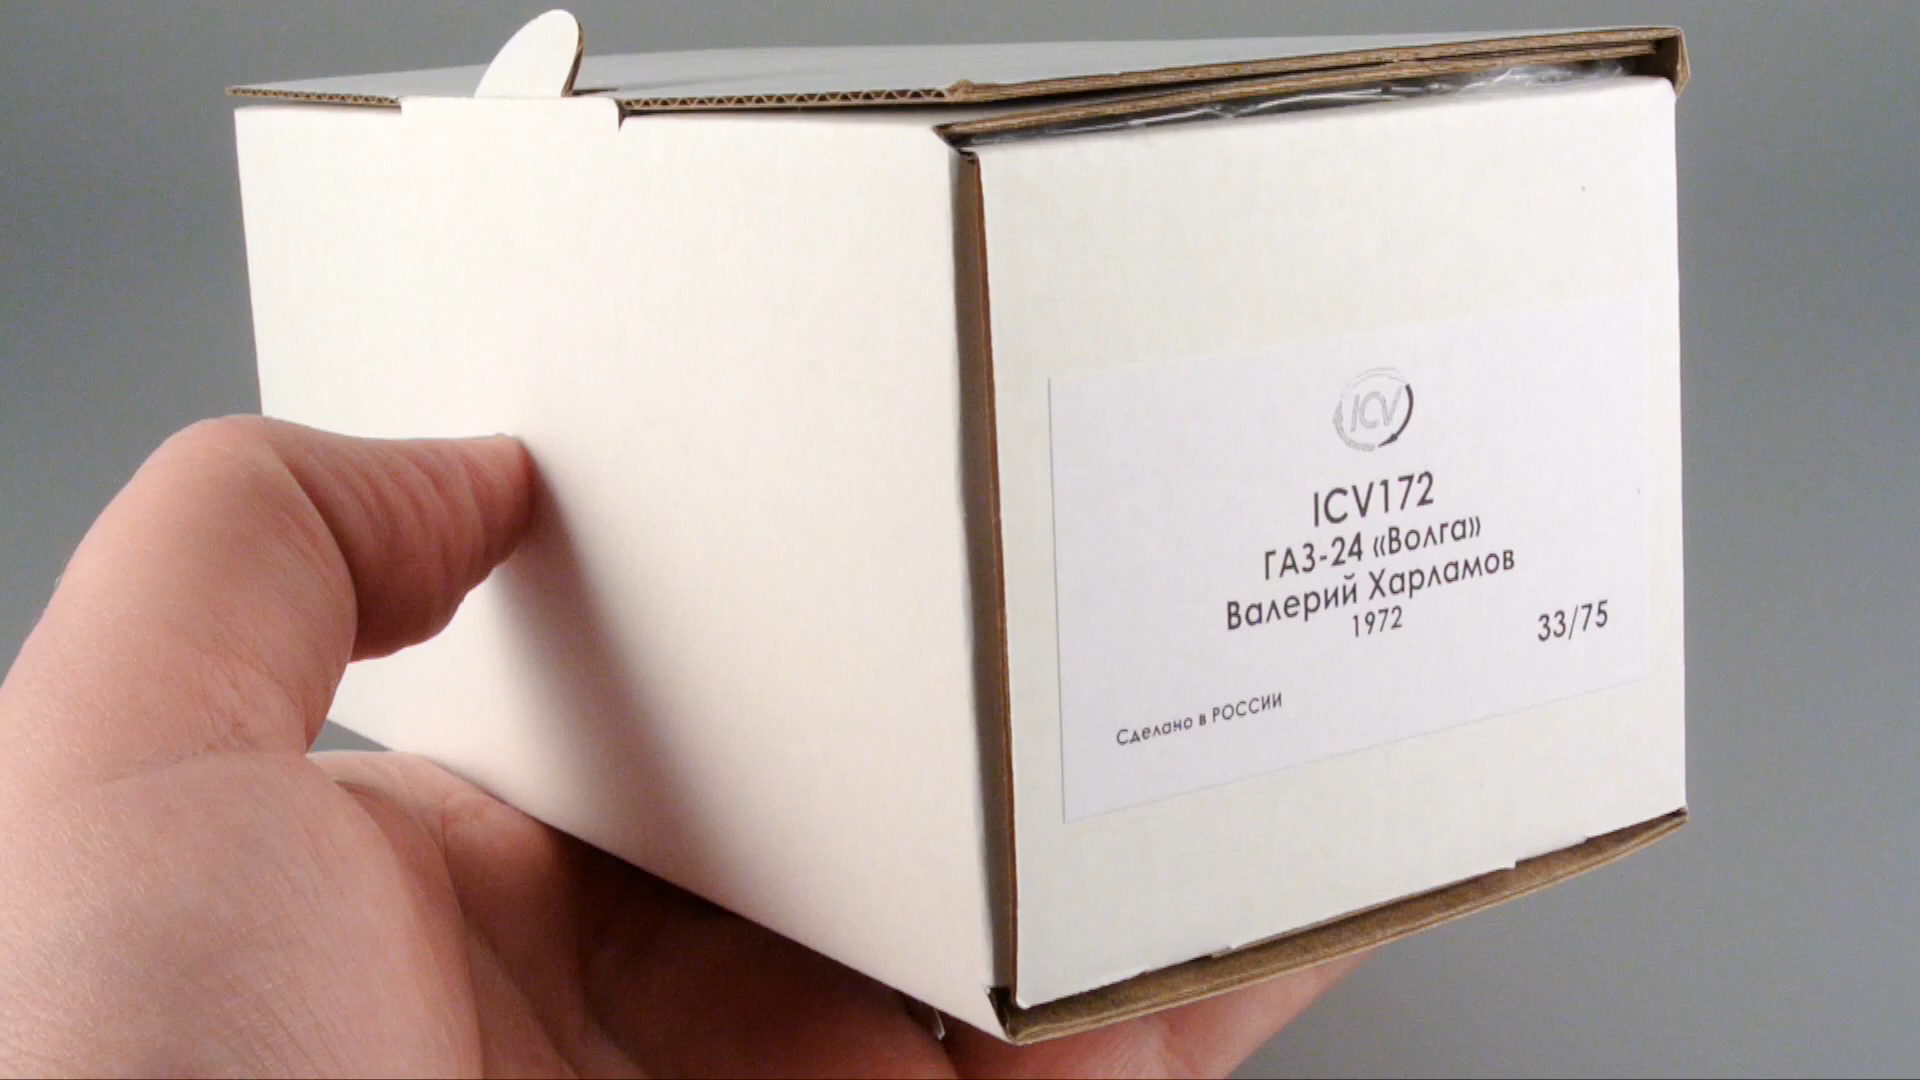 ICV
ICV172
ГАЗ-24 «Волга»
Валерий Харламов
1972
33/75
Сделано в РОССИИ